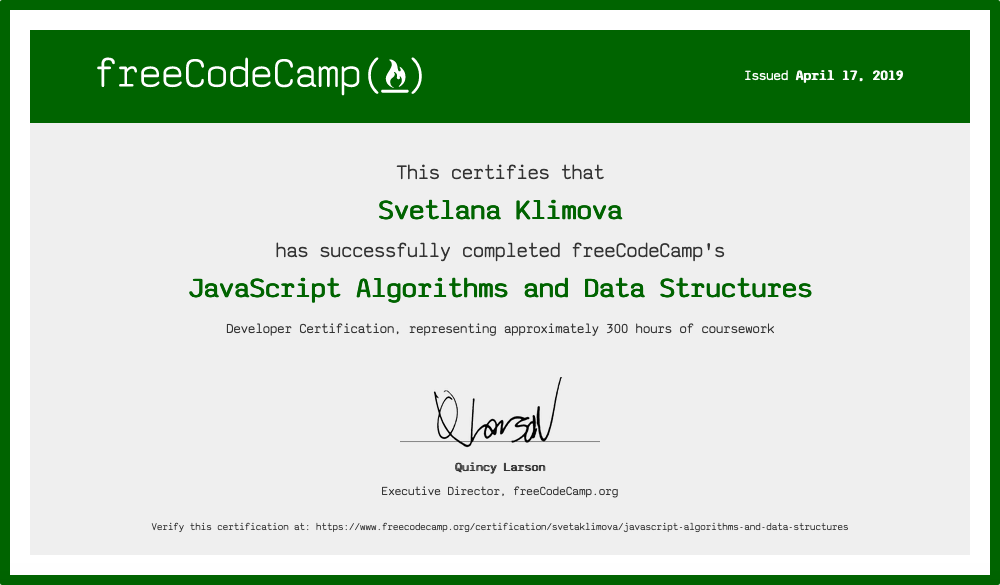 freeCodeCamp(🔥)
Issued April 17, 2019
This certifies that
Svetlana Klimova
has successfully completed freeCodeCamp's
JavaScript Algorithms and Data Structures
Developer Certification, representing approximately 300 hours of coursework
QLarson
Quincy Larson
Executive Director, freeCodeCamp.org
Verify this certification at: https://www.freecodecamp.org/certification/svetaklimova/javascript-algorithms-and-data-structures